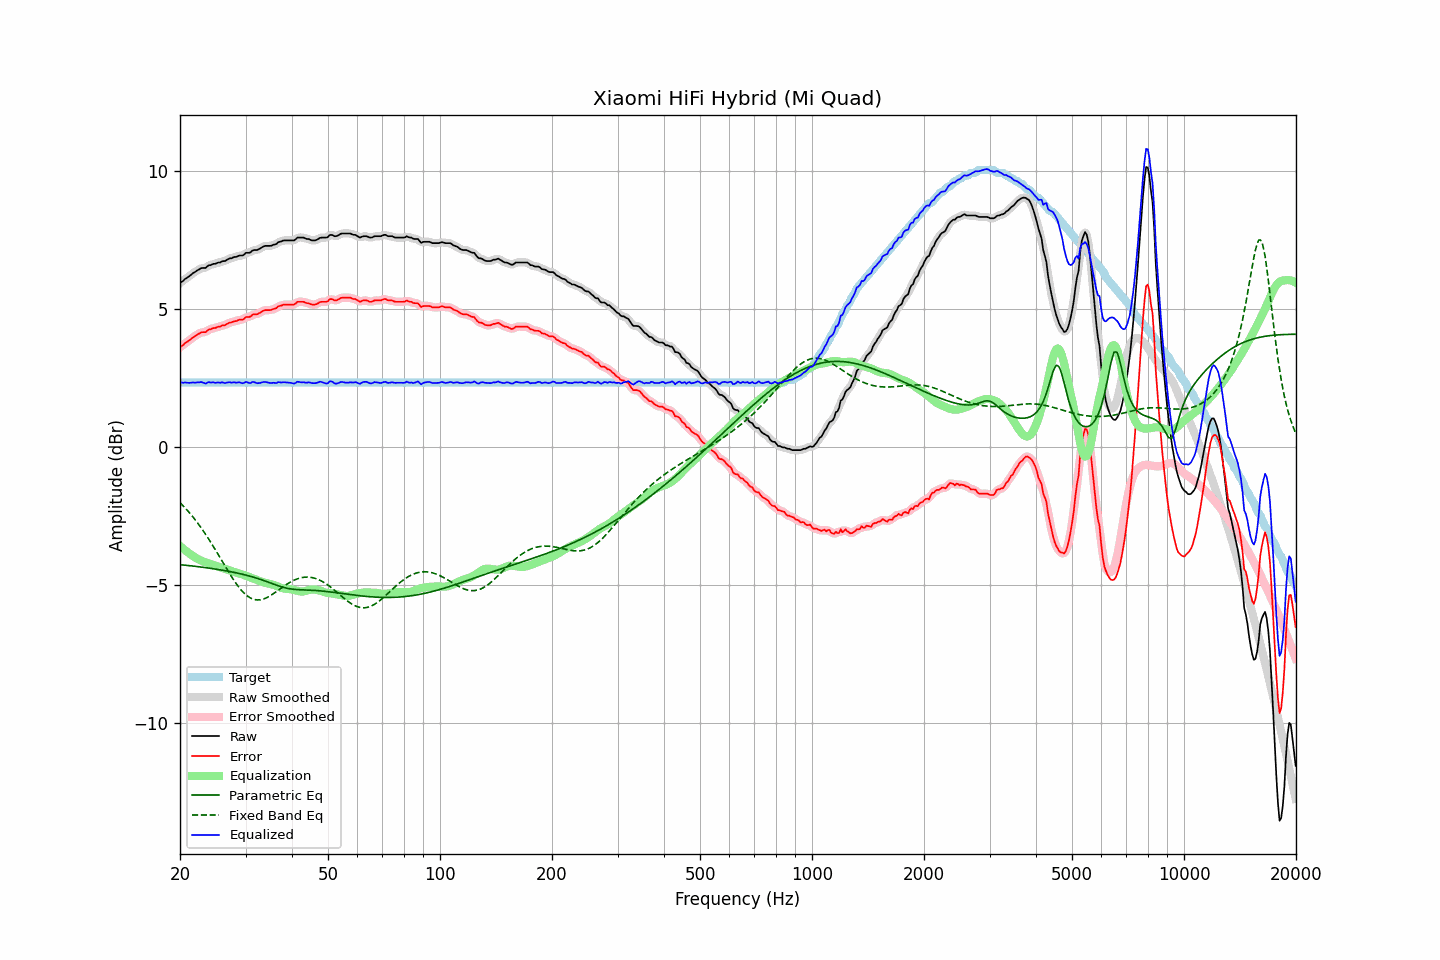 Xiaomi HiFi Hybrid (Mi Quad)
10
5
0
−5
−10
Amplitude (dBr)
Target
Raw Smoothed
Error Smoothed
Raw
Error
Equalization
Parametric Eq
Fixed Band Eq
Equalized
20 50 100 200 500 1000 2000 5000 10000 20000
Frequency (Hz)